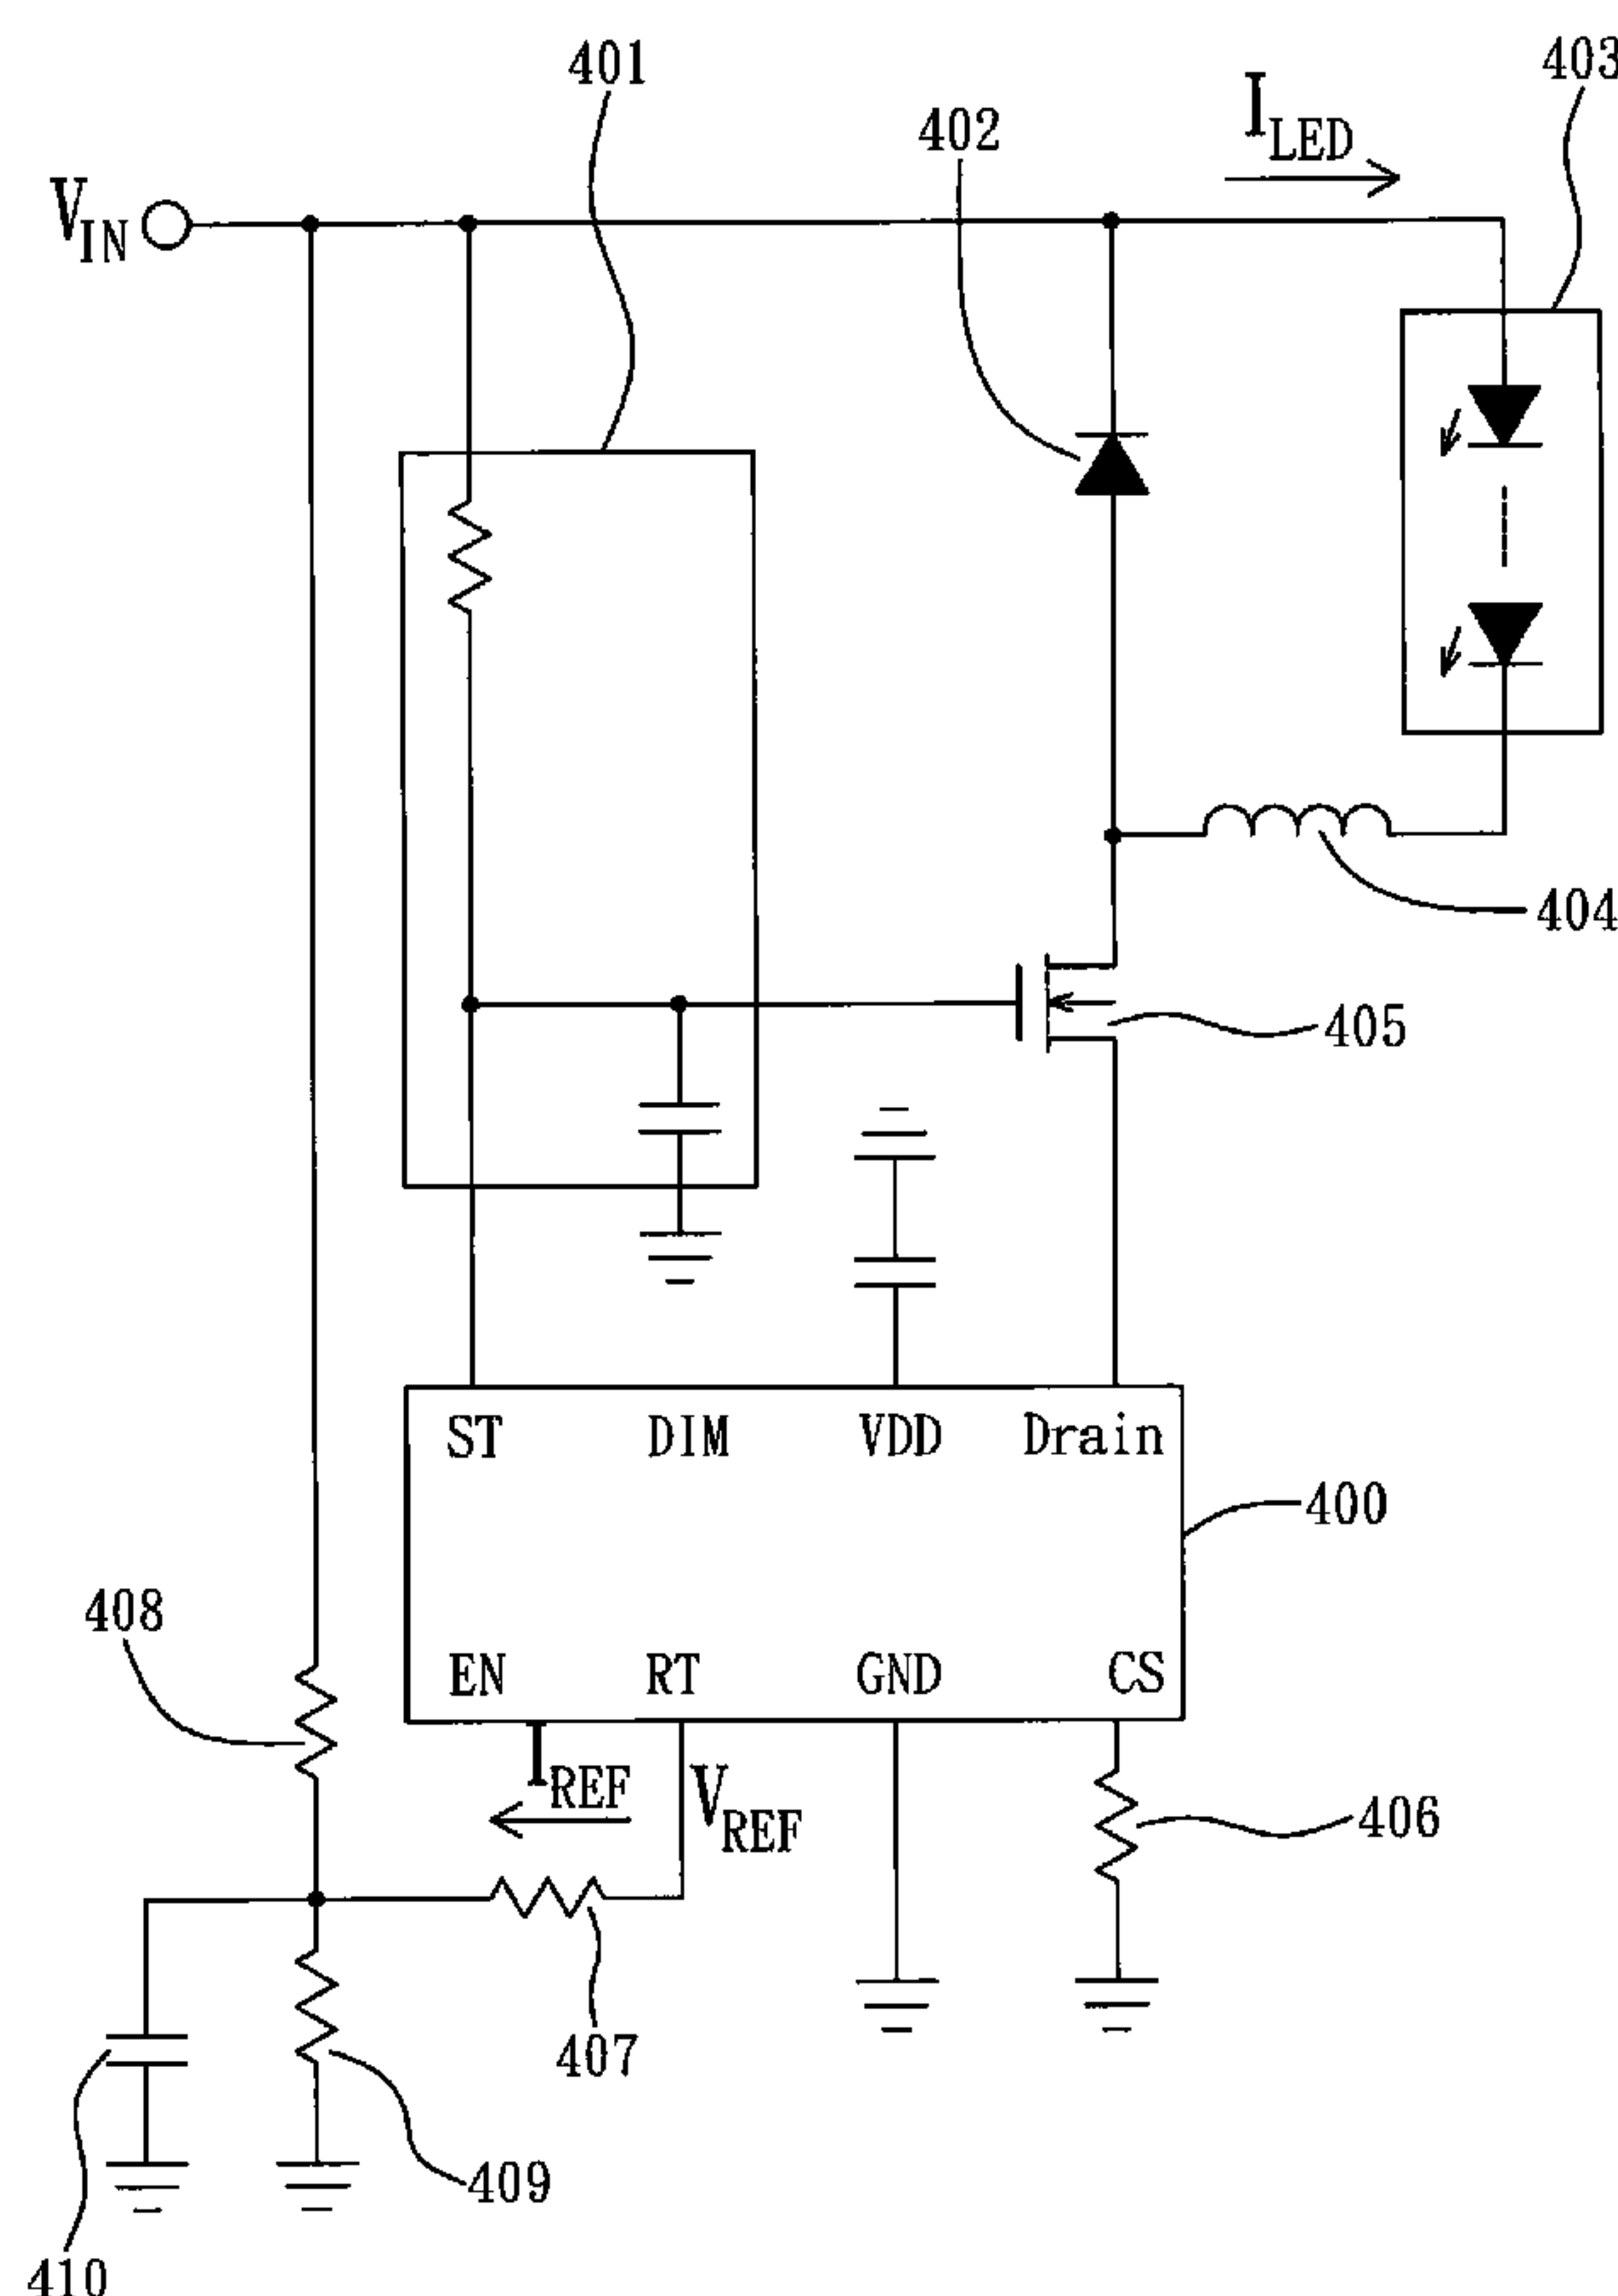 401
403
402
I_LED
V_IN
404
405
ST DIM VDD Drain
400
408
EN RT GND CS
I_REF
V_REF
406
407
409
410